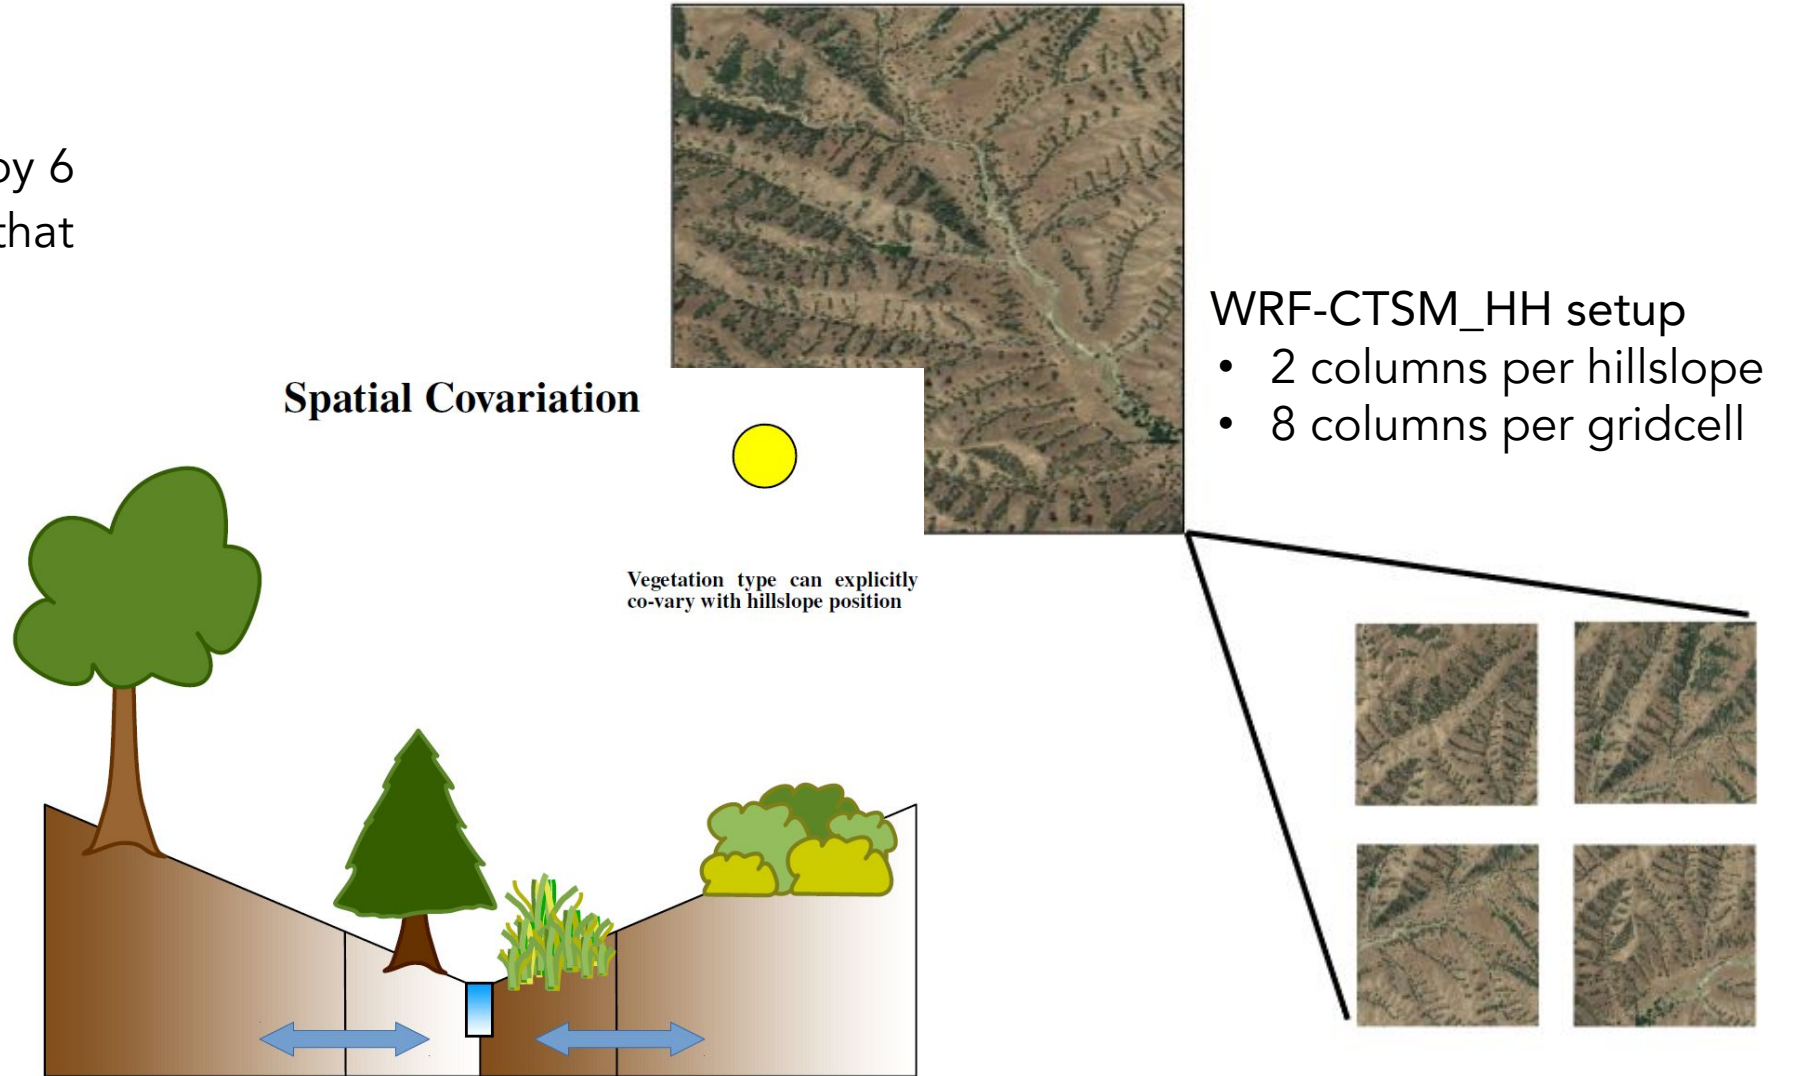 by 6
that
WRF-CTSM_HH setup
• 2 columns per hillslope
• 8 columns per gridcell
Spatial Covariation
Vegetation type can explicitly
co-vary with hillslope position